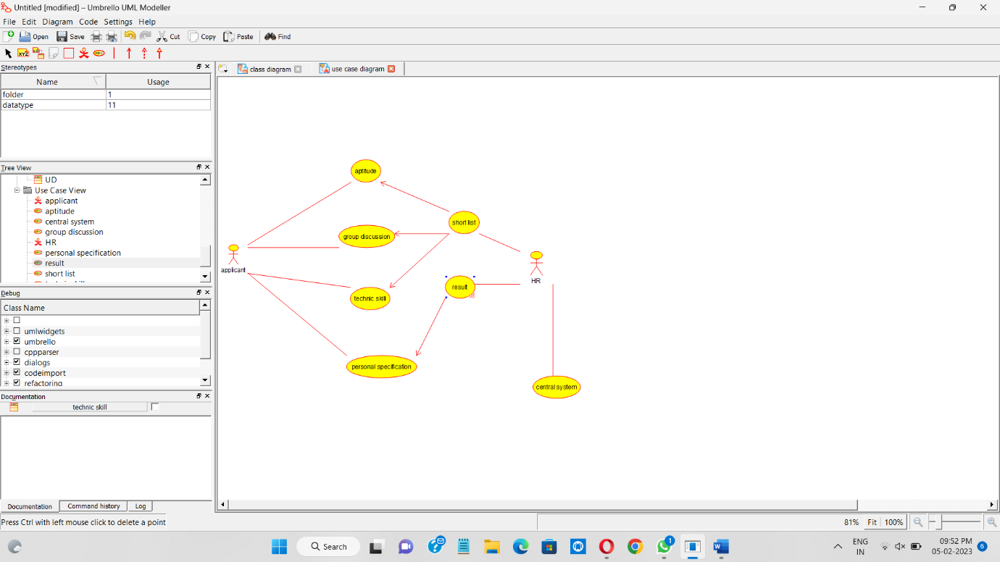 Untitled [modified] – Umbrello UML Modeller
File Edit Diagram Code Settings Help
Open Save Cut Copy Paste Find
XYZ ABC
Stereotypes
class diagram use case diagram
Name Usage
folder 1
datatype 11
Tree View
UD
Use Case View
applicant
aptitude
central system
group discussion
HR
personal specification
result
short list
Debug
Class Name
umlwidgets
umbrello
cppparser
dialogs
codeimport
refactoring
Documentation
technic skill
Documentation Command history Log
aptitude
short list
group discussion
applicant
HR
result
technic skill
personal specification
central system
Press Ctrl with left mouse click to delete a point
81% Fit 100%
Search
1
W
ENG
IN
09:52 PM
05-02-2023
6